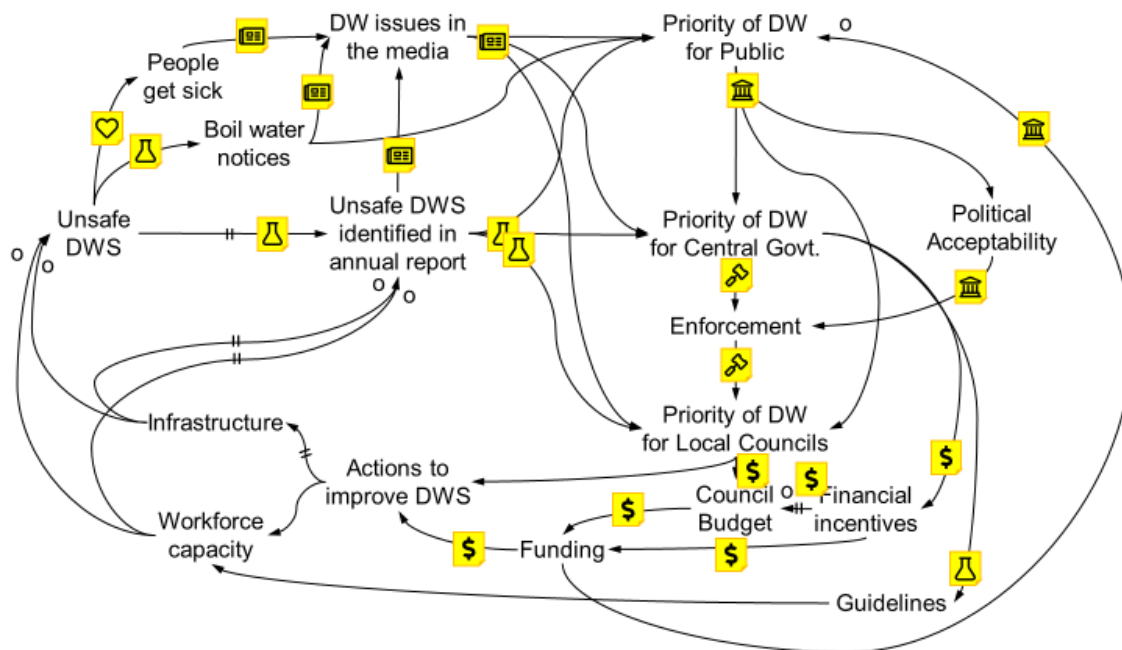 DW issues in
the media
Priority of DW
for Public
o
People
get sick
Boil water
notices
Unsafe
DWS
Unsafe DWS
identified in
annual report
Priority of DW
for Central Govt.
Political
Acceptability
o
o
o
o
Enforcement
Infrastructure
Priority of DW
for Local Councils
$
Actions to
improve DWS
$
$
Council
Budget
o
Financial
incentives
$
Workforce
capacity
$
Funding
$
Guidelines